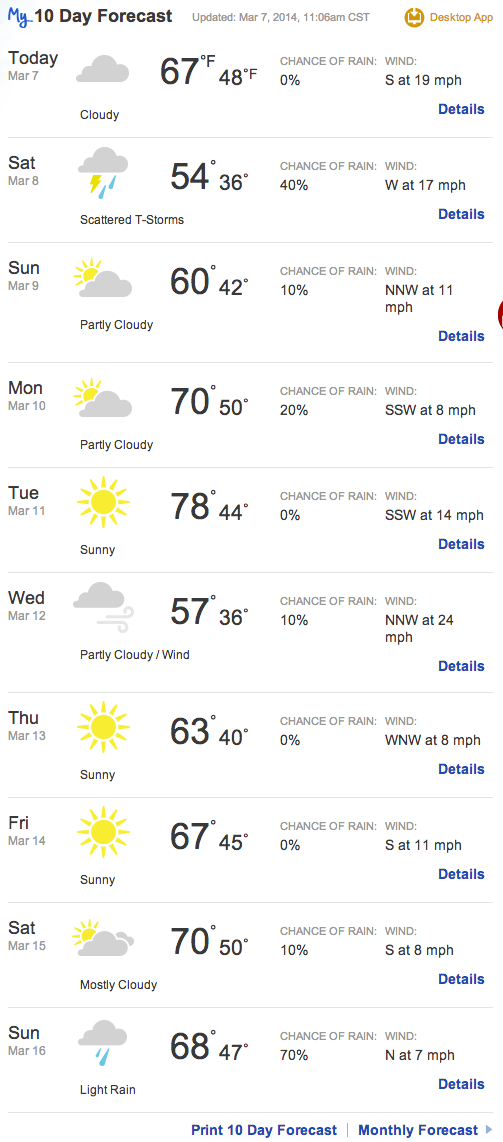 My 10 Day Forecast Updated: Mar 7, 2014, 11:06am CST Desktop App
Today
Mar 7
67°F 48°F
CHANCE OF RAIN: WIND:
0% S at 19 mph
Cloudy
Details
Sat
Mar 8
54° 36°
CHANCE OF RAIN: WIND:
40% W at 17 mph
Scattered T-Storms
Details
Sun
Mar 9
60° 42°
CHANCE OF RAIN: WIND:
10% NNW at 11
mph
Partly Cloudy
Details
Mon
Mar 10
70° 50°
CHANCE OF RAIN: WIND:
20% SSW at 8 mph
Partly Cloudy
Details
Tue
Mar 11
78° 44°
CHANCE OF RAIN: WIND:
0% SSW at 14 mph
Sunny
Details
Wed
Mar 12
57° 36°
CHANCE OF RAIN: WIND:
10% NNW at 24
mph
Partly Cloudy / Wind
Details
Thu
Mar 13
63° 40°
CHANCE OF RAIN: WIND:
0% WNW at 8 mph
Sunny
Details
Fri
Mar 14
67° 45°
CHANCE OF RAIN: WIND:
0% S at 11 mph
Sunny
Details
Sat
Mar 15
70° 50°
CHANCE OF RAIN: WIND:
10% S at 8 mph
Mostly Cloudy
Details
Sun
Mar 16
68° 47°
CHANCE OF RAIN: WIND:
70% N at 7 mph
Light Rain
Details
Print 10 Day Forecast | Monthly Forecast